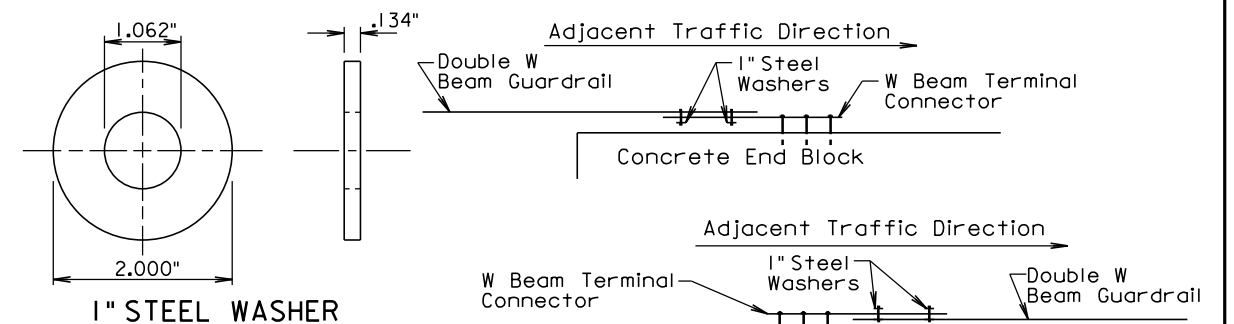 1.062"
.134"
2.000"
1" STEEL WASHER
Adjacent Traffic Direction
Double W
Beam Guardrail
1" Steel
Washers
W Beam Terminal
Connector
Concrete End Block
Adjacent Traffic Direction
W Beam Terminal
Connector
1" Steel
Washers
Double W
Beam Guardrail